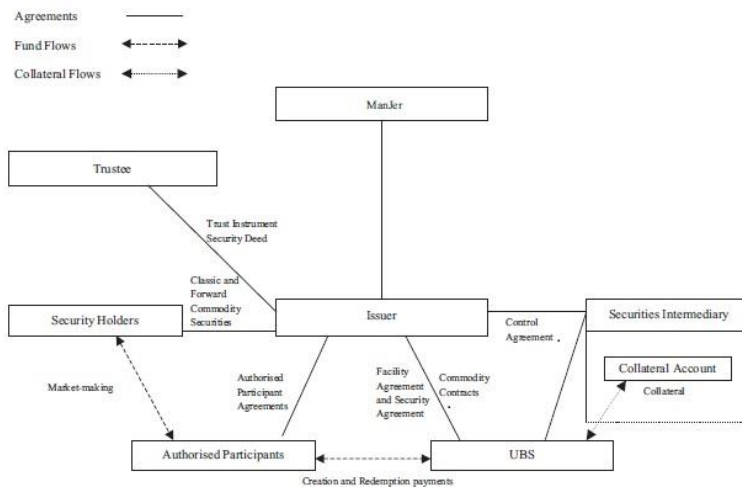 Agreements
Fund Flows
Collateral Flows
ManJer
Trustee
Trust Instrument
Security Deed
Classic and
Forward
Commodity
Securities
Security Holders
Issuer
Control
Agreement .
Securities Intermediary
Collateral Account
Collateral
Market-making
Authorised
Participant
Agreements
Facility
Agreement
and Security
Agreement
Commodity
Contracts
.
Authorised Participants
UBS
Creation and Redemption payments